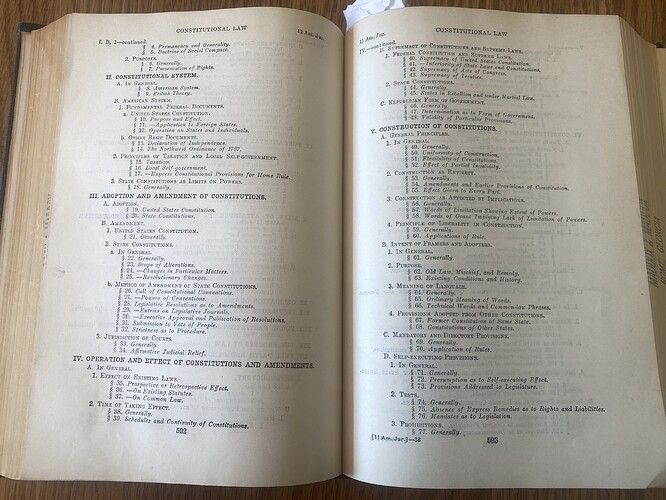 CONSTITUTIONAL LAW
11 Am. Jur.
I. B, 1—continued.
§ 4. Permanency and Generality.
§ 5. Doctrine of Social Compact.
2. Purposes.
§ 6. Generally.
§ 7. Preservation of Rights.
II. CONSTITUTIONAL SYSTEM.
A. In General.
§ 8. American System.
§ 9. British Theory.
B. American System.
1. Fundamental Federal Documents.
a. United States Constitution.
§ 10. Purpose and Effect.
§ 11. —Application to Foreign States.
§ 12. Operation on States and Individuals.
b. Other Basic Documents.
§ 13. Declaration of Independence.
§ 14. The Northwest Ordinance of 1787.
2. Principles of Taxation and Local Self-government.
§ 15. Taxation.
§ 16. Local Self-government.
§ 17. —Express Constitutional Provisions for Home Rule.
3. State Constitutions as Limits on Powers.
§ 18. Generally.
III. ADOPTION AND AMENDMENT OF CONSTITUTIONS.
A. Adoption.
§ 19. United States Constitution.
§ 20. State Constitutions.
B. Amendment.
1. United States Constitution.
§ 21. Generally.
2. State Constitutions.
a. In General.
§ 22. Generally.
§ 23. Scope of Alterations.
§ 24. —Changes in Particular Matters.
§ 25. —Revolutionary Changes.
b. Method of Amendment of State Constitutions.
§ 26. Call of Constitutional Conventions.
§ 27. —Powers of Conventions.
§ 28. Legislative Resolutions as to Amendments.
§ 29. —Entries on Legislative Journals.
§ 30. —Executive Approval and Publication of Resolutions.
§ 31. Submission to Vote of People.
§ 32. Strictness as to Procedure.
3. Jurisdiction of Courts.
§ 33. Generally.
§ 34. Affirmative Judicial Relief.
IV. OPERATION AND EFFECT OF CONSTITUTIONS AND AMENDMENTS.
A. In General.
1. Effect on Existing Laws.
§ 35. Prospective or Retrospective Effect.
§ 36. —On Existing Statutes.
§ 37. —On Common Law.
2. Time of Taking Effect.
§ 38. Generally.
§ 39. Schedules and Continuity of Constitutions.
592
11 Am. Jur.
CONSTITUTIONAL LAW
IV.—continued.
B. Supremacy of Constitutions and Supreme Laws.
1. Federal Constitution and Supreme Laws.
§ 40. Supremacy of United States Constitution.
§ 41. —Inferiority of State Laws and Constitutions.
§ 42. Supremacy of Acts of Congress.
§ 43. Supremacy of Treaties.
2. State Constitutions.
§ 44. Generally.
§ 45. States in Rebellion and under Martial Law.
C. Republican Form of Government.
§ 46. Generally.
§ 47. Determination as to Form of Government.
§ 48. Validity of Particular Provisions.
V. CONSTRUCTION OF CONSTITUTIONS.
A. General Principles.
1. In General.
§ 49. Generally.
§ 50. Uniformity of Construction.
§ 51. Flexibility of Constitutions.
§ 52. Effect of Partial Invalidity.
2. Construction as Entirety.
§ 53. Generally.
§ 54. Amendments and Earlier Provisions of Constitution.
§ 55. Effect Given to Every Part.
3. Construction as Affected by Implications.
§ 56. Generally.
§ 57. Words of Limitation Showing Extent of Powers.
§ 58. Words of Grant Implying Lack of Limitation of Powers.
4. Principle of Liberality in Construction.
§ 59. Generally.
§ 60. Applications of Rule.
B. Intent of Framers and Adopters.
1. In General.
§ 61. Generally.
2. Purpose.
§ 62. Old Law, Mischief, and Remedy.
§ 63. Existing Conditions and History.
3. Meaning of Language.
§ 64. Generally.
§ 65. Ordinary Meaning of Words.
§ 66. Technical Words and Common-law Phrases.
4. Provisions Adopted from Other Constitutions.
§ 67. Former Constitution of Same State.
§ 68. Constitutions of Other States.
C. Mandatory and Directory Provisions.
§ 69. Generally.
§ 70. Application of Rules.
D. Self-executing Provisions.
1. In General.
§ 71. Generally.
§ 72. Presumption as to Self-executing Effect.
§ 73. Provisions Addressed to Legislature.
2. Tests.
§ 74. Generally.
§ 75. Absence of Express Remedies as to Rights and Liabilities.
§ 76. Mandates as to Legislation.
3. Prohibitions.
§ 77. Generally.
[11 Am. Jur.]—38
593